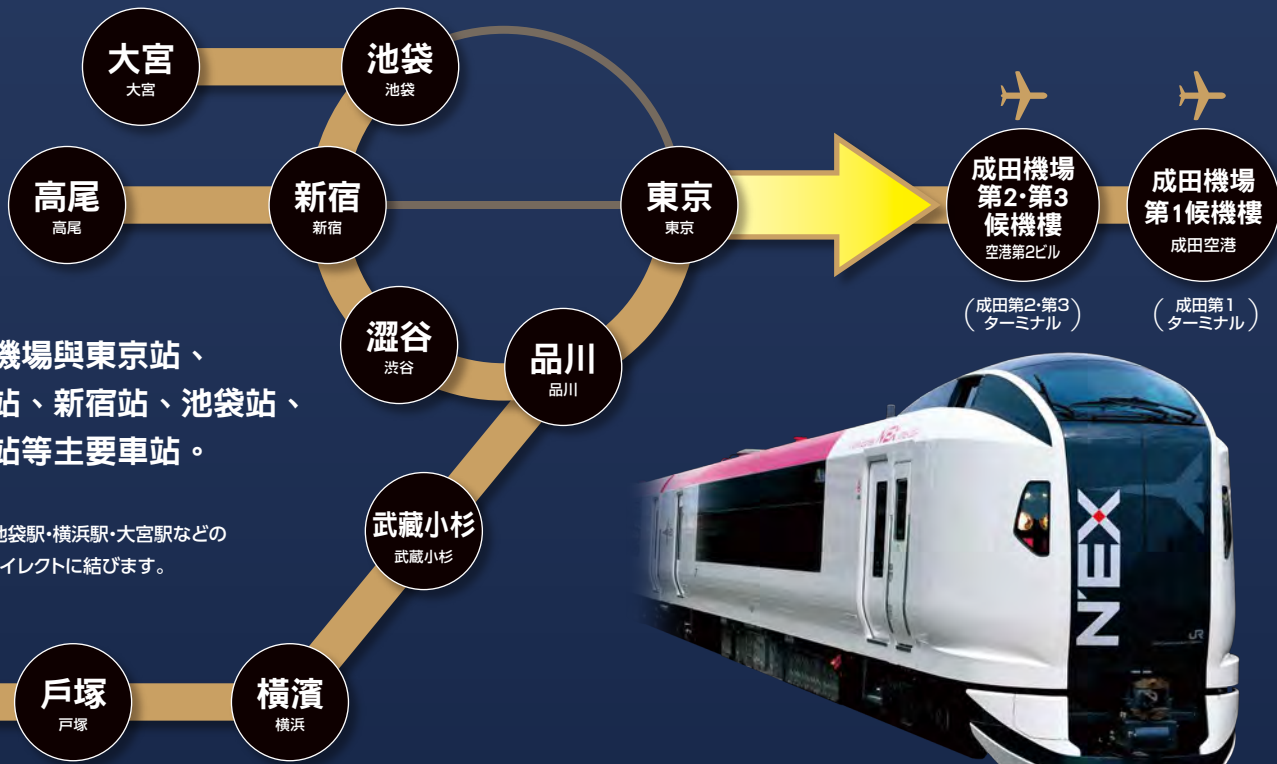 大宮
大宮
池袋
池袋
高尾
高尾
新宿
新宿
東京
東京
成田機場
第2·第3
候機樓
空港第2ビル
(成田第2·第3
ターミナル)
成田機場
第1候機樓
成田空港
(成田第1
ターミナル)
澀谷
渋谷
品川
品川
機場與東京站、
站、新宿站、池袋站、
站等主要車站。
武藏小杉
武蔵小杉
池袋駅・横浜駅・大宮駅などの
イレクトに結びます。
戶塚
戸塚
橫濱
横浜
N'EX
N'EX
JR